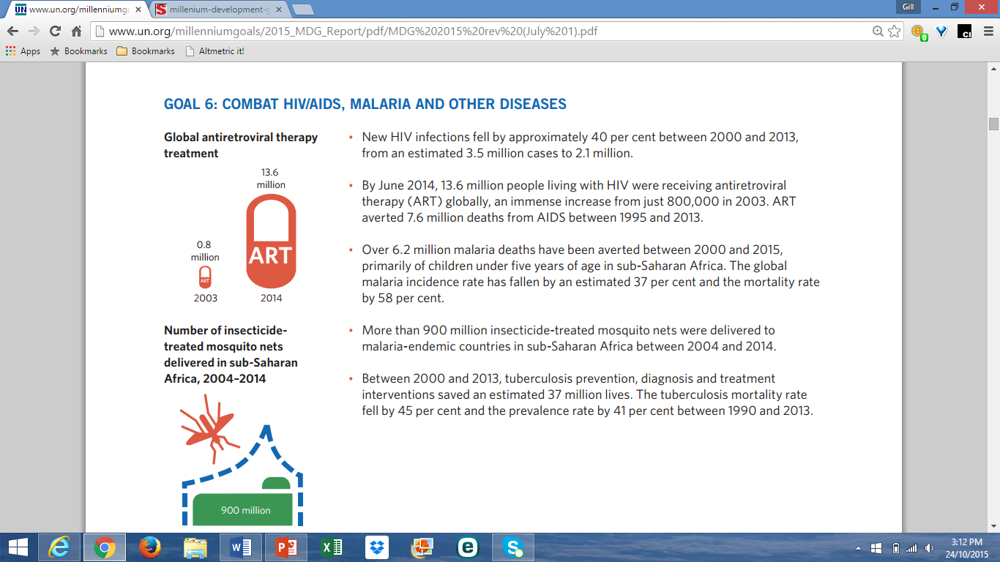 www.un.org/millenniumg
millenium-development-g
Gill
www.un.org/millenniumgoals/2015_MDG_Report/pdf/MDG%202015%20rev%20(July%201).pdf
Apps
Bookmarks
Bookmarks
Altmetric it!
GOAL 6: COMBAT HIV/AIDS, MALARIA AND OTHER DISEASES
Global antiretroviral therapy
treatment
13.6
million
0.8
million
ART
ART
2003
2014
• New HIV infections fell by approximately 40 per cent between 2000 and 2013,
from an estimated 3.5 million cases to 2.1 million.
• By June 2014, 13.6 million people living with HIV were receiving antiretroviral
therapy (ART) globally, an immense increase from just 800,000 in 2003. ART
averted 7.6 million deaths from AIDS between 1995 and 2013.
• Over 6.2 million malaria deaths have been averted between 2000 and 2015,
primarily of children under five years of age in sub-Saharan Africa. The global
malaria incidence rate has fallen by an estimated 37 per cent and the mortality rate
by 58 per cent.
Number of insecticide-
treated mosquito nets
delivered in sub-Saharan
Africa, 2004–2014
900 million
• More than 900 million insecticide-treated mosquito nets were delivered to
malaria-endemic countries in sub-Saharan Africa between 2004 and 2014.
• Between 2000 and 2013, tuberculosis prevention, diagnosis and treatment
interventions saved an estimated 37 million lives. The tuberculosis mortality rate
fell by 45 per cent and the prevalence rate by 41 per cent between 1990 and 2013.
3:12 PM
24/10/2015